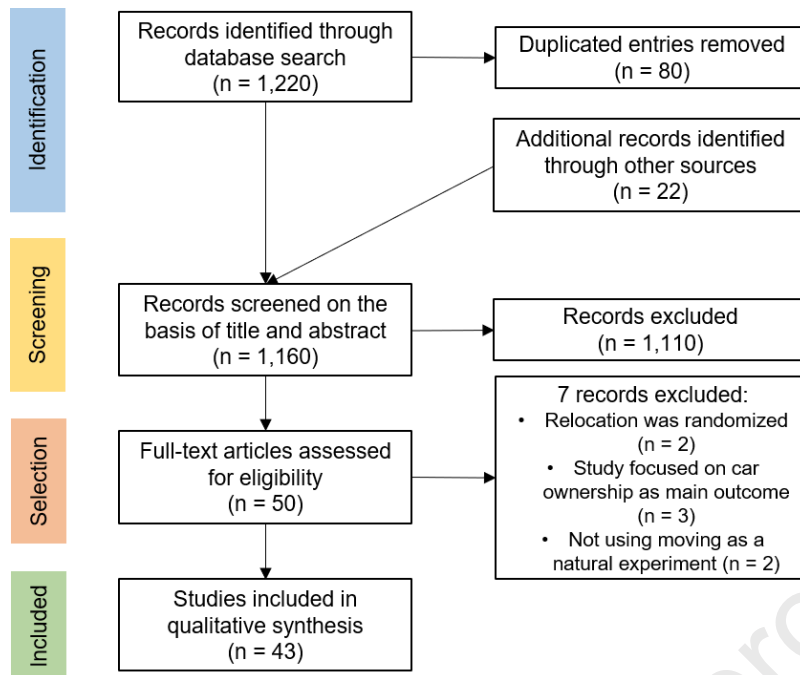 Identification
Records identified through
database search
(n = 1,220)
Duplicated entries removed
(n = 80)
Additional records identified
through other sources
(n = 22)
Screening
Records screened on the
basis of title and abstract
(n = 1,160)
Records excluded
(n = 1,110)
Selection
Full-text articles assessed
for eligibility
(n = 50)
7 records excluded:
• Relocation was randomized
(n = 2)
• Study focused on car
ownership as main outcome
(n = 3)
• Not using moving as a
natural experiment (n = 2)
Included
Studies included in
qualitative synthesis
(n = 43)